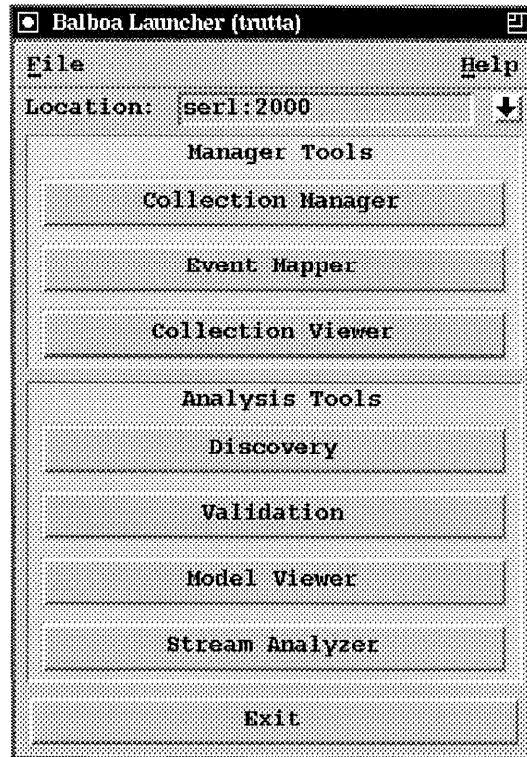 Balboa Launcher (trutta)
File Help
Location: serl:2000
Manager Tools
Collection Manager
Event Mapper
Collection Viewer
Analysis Tools
Discovery
Validation
Model Viewer
Stream Analyzer
Exit